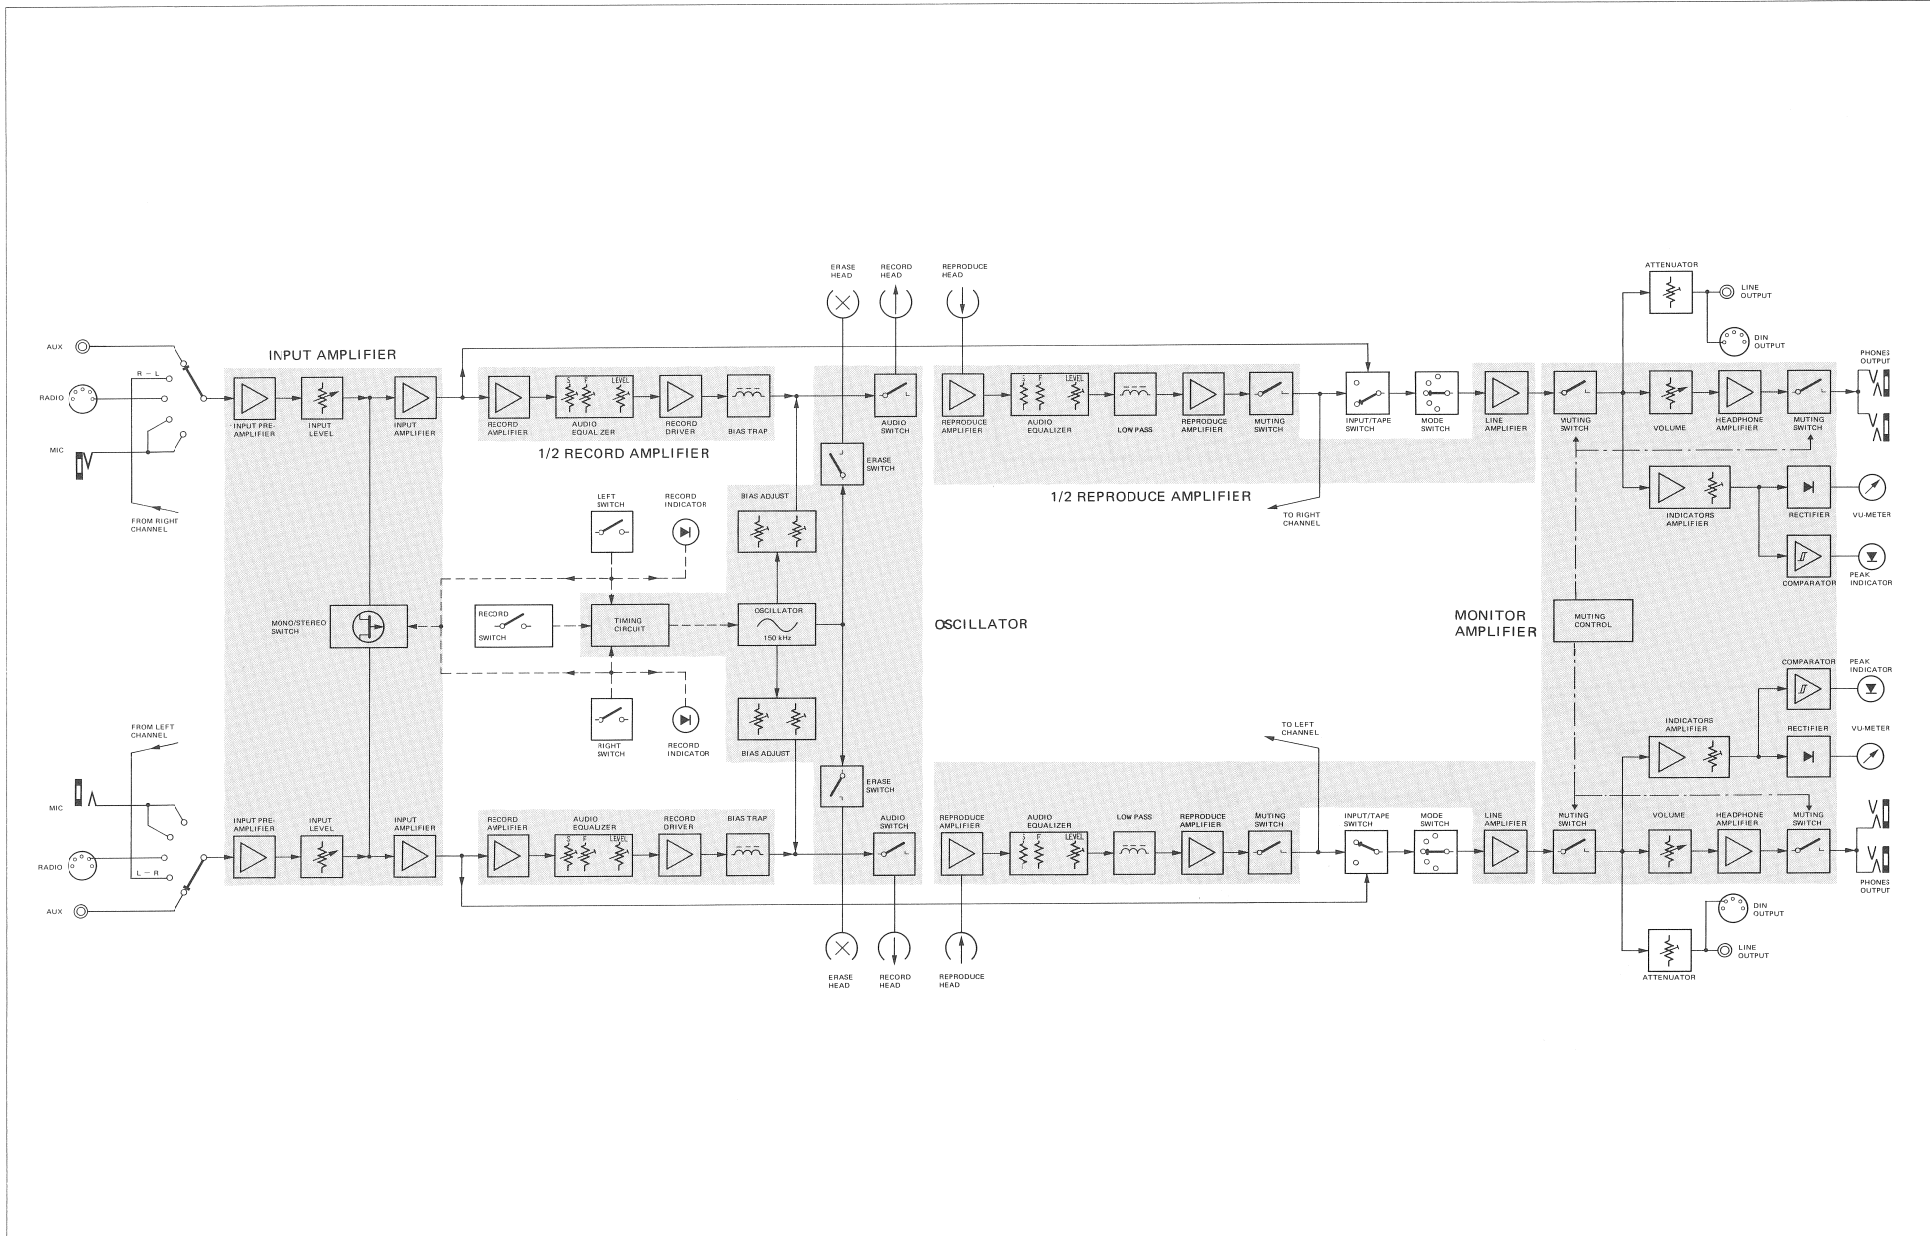 ERASE
HEAD
RECORD
HEAD
REPRODUCE
HEAD
ATTENUATOR
LINE
OUTPUT
DIN
OUTPUT
AUX
INPUT AMPLIFIER
R – L
RADIO
MIC
FROM RIGHT
CHANNEL
INPUT PRE-
AMPLIFIER
INPUT
LEVEL
INPUT
AMPLIFIER
S F LEVEL
RECORD
AMPLIFIER
AUDIO
EQUALIZER
RECORD
DRIVER
BIAS TRAP
1/2 RECORD AMPLIFIER
AUDIO
SWITCH
ERASE
SWITCH
S F LEVEL
REPRODUCE
AMPLIFIER
AUDIO
EQUALIZER
LOW PASS
REPRODUCE
AMPLIFIER
MUTING
SWITCH
INPUT/TAPE
SWITCH
MODE
SWITCH
LINE
AMPLIFIER
MUTING
SWITCH
VOLUME
HEADPHONE
AMPLIFIER
MUTING
SWITCH
PHONES
OUTPUT
1/2 REPRODUCE AMPLIFIER
TO RIGHT
CHANNEL
INDICATORS
AMPLIFIER
RECTIFIER
VU-METER
COMPARATOR
PEAK
INDICATOR
LEFT
SWITCH
RECORD
INDICATOR
BIAS ADJUST
MONO/STEREO
SWITCH
RECORD
SWITCH
TIMING
CIRCUIT
OSCILLATOR
150 kHz
OSCILLATOR
MONITOR
AMPLIFIER
MUTING
CONTROL
RIGHT
SWITCH
RECORD
INDICATOR
BIAS ADJUST
ERASE
SWITCH
TO LEFT
CHANNEL
COMPARATOR
PEAK
INDICATOR
INDICATORS
AMPLIFIER
RECTIFIER
VU-METER
FROM LEFT
CHANNEL
MIC
RADIO
L – R
AUX
INPUT PRE-
AMPLIFIER
INPUT
LEVEL
INPUT
AMPLIFIER
RECORD
AMPLIFIER
AUDIO
EQUALIZER
S F LEVEL
RECORD
DRIVER
BIAS TRAP
AUDIO
SWITCH
REPRODUCE
AMPLIFIER
AUDIO
EQUALIZER
S F LEVEL
LOW PASS
REPRODUCE
AMPLIFIER
MUTING
SWITCH
INPUT/TAPE
SWITCH
MODE
SWITCH
LINE
AMPLIFIER
MUTING
SWITCH
VOLUME
HEADPHONE
AMPLIFIER
MUTING
SWITCH
PHONES
OUTPUT
DIN
OUTPUT
LINE
OUTPUT
ATTENUATOR
ERASE
HEAD
RECORD
HEAD
REPRODUCE
HEAD